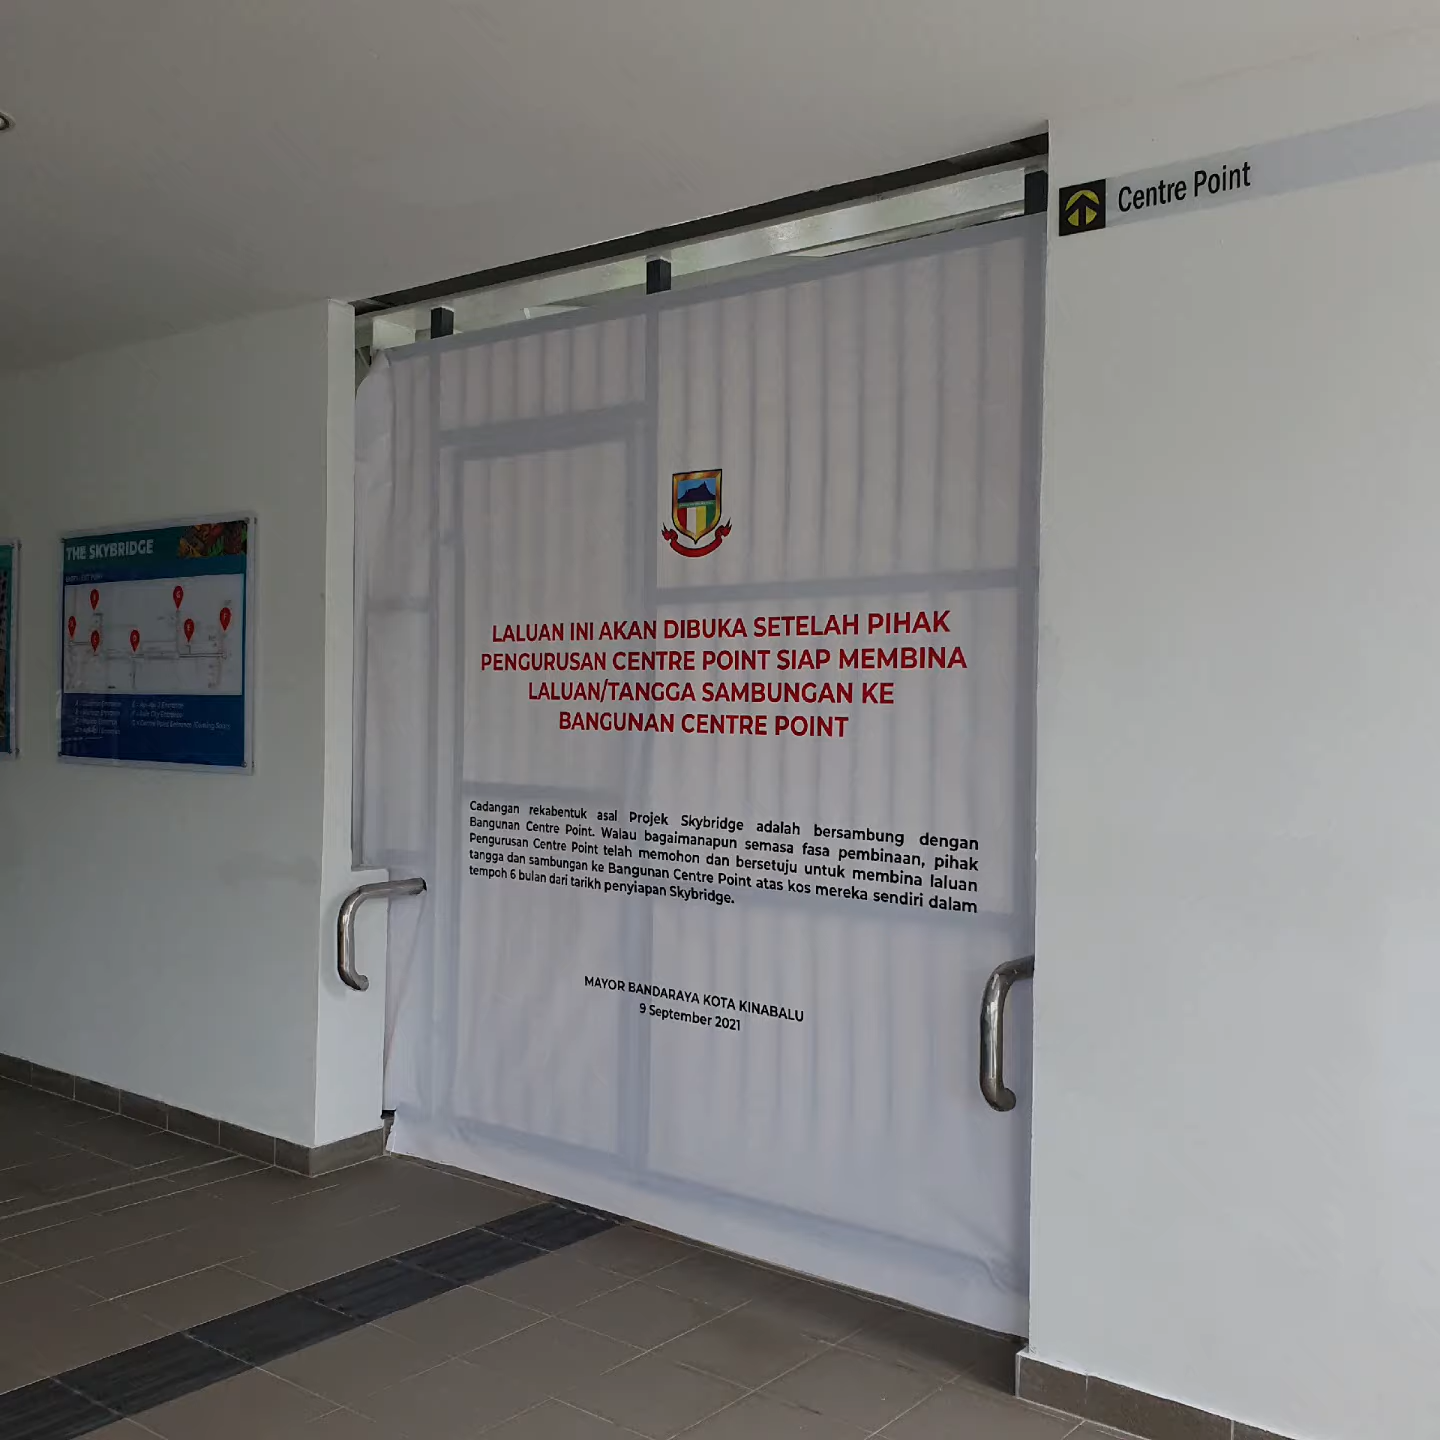 Centre Point
THE SKYBRIDGE
LALUAN INI AKAN DIBUKA SETELAH PIHAK
PENGURUSAN CENTRE POINT SIAP MEMBINA
LALUAN/TANGGA SAMBUNGAN KE
BANGUNAN CENTRE POINT
Cadangan rekabentuk asal Projek Skybridge adalah bersambung dengan
Bangunan Centre Point. Walau bagaimanapun semasa fasa pembinaan, pihak
Pengurusan Centre Point telah memohon dan bersetuju untuk membina laluan
tangga dan sambungan ke Bangunan Centre Point atas kos mereka sendiri dalam
tempoh 6 bulan dari tarikh penyiapan Skybridge.
MAYOR BANDARAYA KOTA KINABALU
9 September 2021